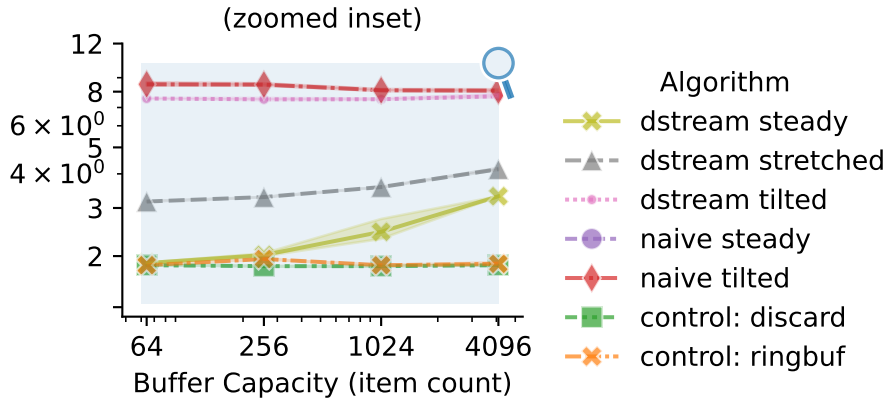 (zoomed inset)
12
8
6 × 10⁰
5
4 × 10⁰
3
2
64 256 1024 4096
Buffer Capacity (item count)
Algorithm
dstream steady
dstream stretched
dstream tilted
naive steady
naive tilted
control: discard
control: ringbuf